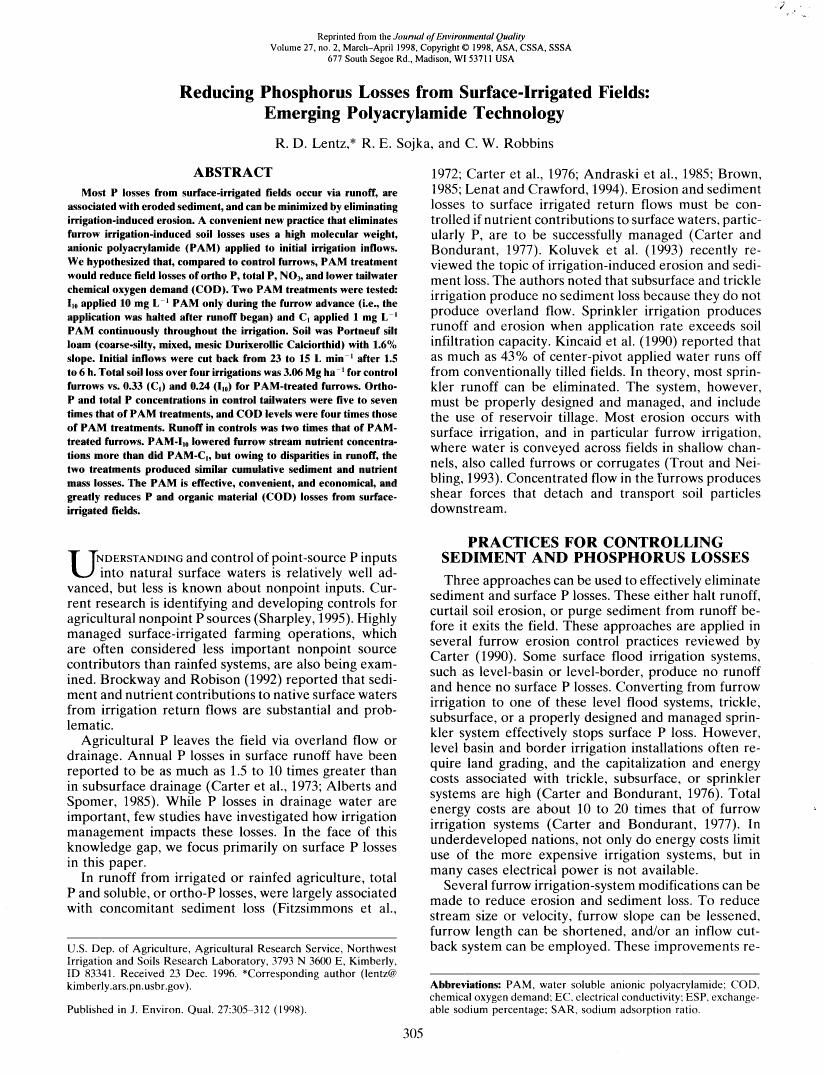 Reprinted from the Journal of Environmental Quality
Volume 27, no. 2, March–April 1998, Copyright © 1998, ASA, CSSA, SSSA
677 South Segoe Rd., Madison, WI 53711 USA
Reducing Phosphorus Losses from Surface-Irrigated Fields:
Emerging Polyacrylamide Technology
R. D. Lentz,* R. E. Sojka, and C. W. Robbins
ABSTRACT
Most P losses from surface-irrigated fields occur via runoff, are
associated with eroded sediment, and can be minimized by eliminating
irrigation-induced erosion. A convenient new practice that eliminates
furrow irrigation-induced soil losses uses a high molecular weight,
anionic polyacrylamide (PAM) applied to initial irrigation inflows.
We hypothesized that, compared to control furrows, PAM treatment
would reduce field losses of ortho P, total P, NO₃, and lower tailwater
chemical oxygen demand (COD). Two PAM treatments were tested:
I₁₀ applied 10 mg L⁻¹ PAM only during the furrow advance (i.e., the
application was halted after runoff began) and C₁ applied 1 mg L⁻¹
PAM continuously throughout the irrigation. Soil was Portneuf silt
loam (coarse-silty, mixed, mesic Durixerollic Calciorthid) with 1.6%
slope. Initial inflows were cut back from 23 to 15 L min⁻¹ after 1.5
to 6 h. Total soil loss over four irrigations was 3.06 Mg ha⁻¹ for control
furrows vs. 0.33 (C₁) and 0.24 (I₁₀) for PAM-treated furrows. Ortho-
P and total P concentrations in control tailwaters were five to seven
times that of PAM treatments, and COD levels were four times those
of PAM treatments. Runoff in controls was two times that of PAM-
treated furrows. PAM-I₁₀ lowered furrow stream nutrient concentra-
tions more than did PAM-C₁, but owing to disparities in runoff, the
two treatments produced similar cumulative sediment and nutrient
mass losses. The PAM is effective, convenient, and economical, and
greatly reduces P and organic material (COD) losses from surface-
irrigated fields.
UNDERSTANDING and control of point-source P inputs
into natural surface waters is relatively well ad-
vanced, but less is known about nonpoint inputs. Cur-
rent research is identifying and developing controls for
agricultural nonpoint P sources (Sharpley, 1995). Highly
managed surface-irrigated farming operations, which
are often considered less important nonpoint source
contributors than rainfed systems, are also being exam-
ined. Brockway and Robison (1992) reported that sedi-
ment and nutrient contributions to native surface waters
from irrigation return flows are substantial and prob-
lematic.
Agricultural P leaves the field via overland flow or
drainage. Annual P losses in surface runoff have been
reported to be as much as 1.5 to 10 times greater than
in subsurface drainage (Carter et al., 1973; Alberts and
Spomer, 1985). While P losses in drainage water are
important, few studies have investigated how irrigation
management impacts these losses. In the face of this
knowledge gap, we focus primarily on surface P losses
in this paper.
In runoff from irrigated or rainfed agriculture, total
P and soluble, or ortho-P losses, were largely associated
with concomitant sediment loss (Fitzsimmons et al.,
U.S. Dep. of Agriculture, Agricultural Research Service, Northwest
Irrigation and Soils Research Laboratory, 3793 N 3600 E, Kimberly,
ID 83341. Received 23 Dec. 1996. *Corresponding author (lentz@
kimberly.ars.pn.usbr.gov).
Published in J. Environ. Qual. 27:305–312 (1998).
1972; Carter et al., 1976; Andraski et al., 1985; Brown,
1985; Lenat and Crawford, 1994). Erosion and sediment
losses to surface irrigated return flows must be con-
trolled if nutrient contributions to surface waters, partic-
ularly P, are to be successfully managed (Carter and
Bondurant, 1977). Koluvek et al. (1993) recently re-
viewed the topic of irrigation-induced erosion and sedi-
ment loss. The authors noted that subsurface and trickle
irrigation produce no sediment loss because they do not
produce overland flow. Sprinkler irrigation produces
runoff and erosion when application rate exceeds soil
infiltration capacity. Kincaid et al. (1990) reported that
as much as 43% of center-pivot applied water runs off
from conventionally tilled fields. In theory, most sprin-
kler runoff can be eliminated. The system, however,
must be properly designed and managed, and include
the use of reservoir tillage. Most erosion occurs with
surface irrigation, and in particular furrow irrigation,
where water is conveyed across fields in shallow chan-
nels, also called furrows or corrugates (Trout and Nei-
bling, 1993). Concentrated flow in the furrows produces
shear forces that detach and transport soil particles
downstream.
PRACTICES FOR CONTROLLING
SEDIMENT AND PHOSPHORUS LOSSES
Three approaches can be used to effectively eliminate
sediment and surface P losses. These either halt runoff,
curtail soil erosion, or purge sediment from runoff be-
fore it exits the field. These approaches are applied in
several furrow erosion control practices reviewed by
Carter (1990). Some surface flood irrigation systems,
such as level-basin or level-border, produce no runoff
and hence no surface P losses. Converting from furrow
irrigation to one of these level flood systems, trickle,
subsurface, or a properly designed and managed sprin-
kler system effectively stops surface P loss. However,
level basin and border irrigation installations often re-
quire land grading, and the capitalization and energy
costs associated with trickle, subsurface, or sprinkler
systems are high (Carter and Bondurant, 1976). Total
energy costs are about 10 to 20 times that of furrow
irrigation systems (Carter and Bondurant, 1977). In
underdeveloped nations, not only do energy costs limit
use of the more expensive irrigation systems, but in
many cases electrical power is not available.
Several furrow irrigation-system modifications can be
made to reduce erosion and sediment loss. To reduce
stream size or velocity, furrow slope can be lessened,
furrow length can be shortened, and/or an inflow cut-
back system can be employed. These improvements re-
Abbreviations: PAM, water soluble anionic polyacrylamide; COD,
chemical oxygen demand; EC, electrical conductivity; ESP, exchange-
able sodium percentage; SAR, sodium adsorption ratio.
305